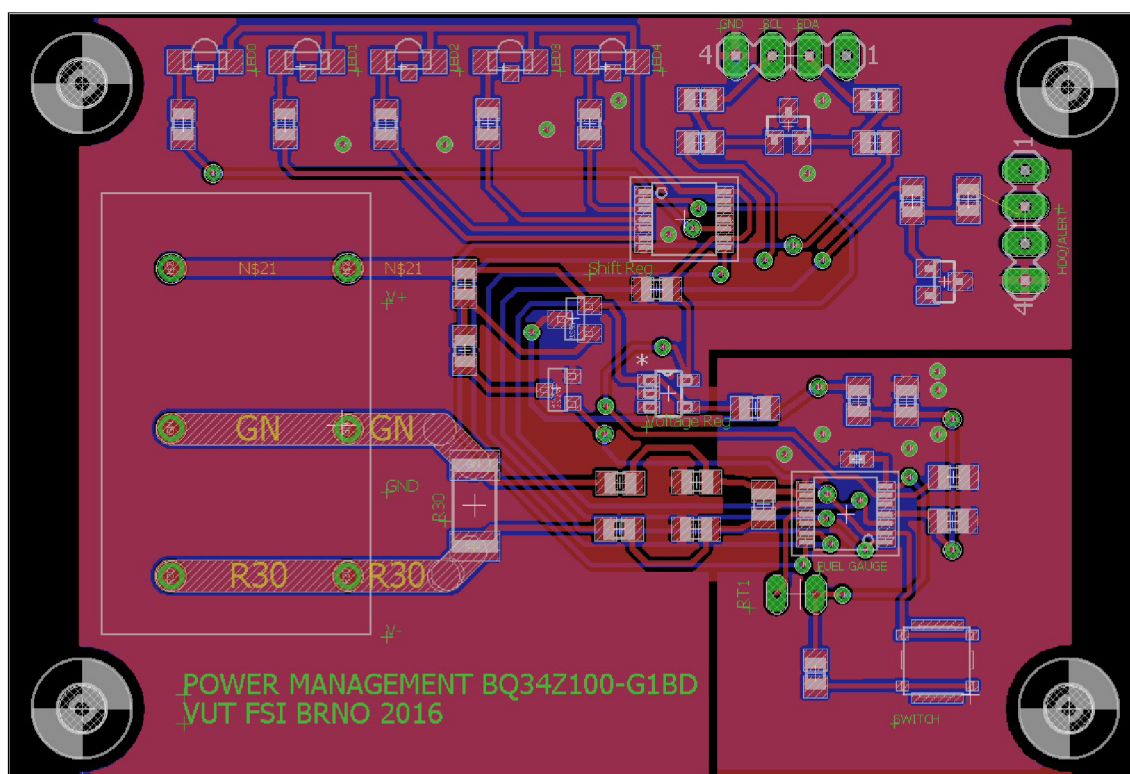 GND SCL SDA
4 1
LED0 LED1 LED2 LED3 LED4
1
HDQ/ALERT
4
N$21 N$21
Shift Reg
V+
*
Voltage Reg
GN GN
GND
R30
FUEL GAUGE
R30 R30
RT1
V-
POWER MANAGEMENT BQ34Z100-G1BD
VUT FSI BRNO 2016
SWITCH